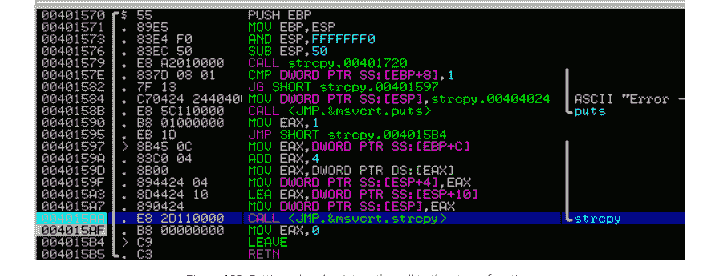 00401570 $ 55 PUSH EBP
00401571 . 89E5 MOV EBP,ESP
00401573 . 83E4 F0 AND ESP,FFFFFFF0
00401576 . 83EC 50 SUB ESP,50
00401579 . E8 A2010000 CALL strcpy.00401720
0040157E . 837D 08 01 CMP DWORD PTR SS:[EBP+8],1
00401582 . 7F 13 JG SHORT strcpy.00401597
00401584 . C70424 244040 MOV DWORD PTR SS:[ESP],strcpy.00404024 ASCII "Error -
0040158B . E8 5C110000 CALL <JMP.&msvcrt.puts> puts
00401590 . B8 01000000 MOV EAX,1
00401595 . EB 1D JMP SHORT strcpy.004015B4
00401597 > 8B45 0C MOV EAX,DWORD PTR SS:[EBP+C]
0040159A . 83C0 04 ADD EAX,4
0040159D . 8B00 MOV EAX,DWORD PTR DS:[EAX]
0040159F . 894424 04 MOV DWORD PTR SS:[ESP+4],EAX
004015A3 . 8D4424 10 LEA EAX,DWORD PTR SS:[ESP+10]
004015A7 . 890424 MOV DWORD PTR SS:[ESP],EAX
004015AA . E8 2D110000 CALL <JMP.&msvcrt.strcpy> strcpy
004015AF . B8 00000000 MOV EAX,0
004015B4 > C9 LEAVE
004015B5 . C3 RETN